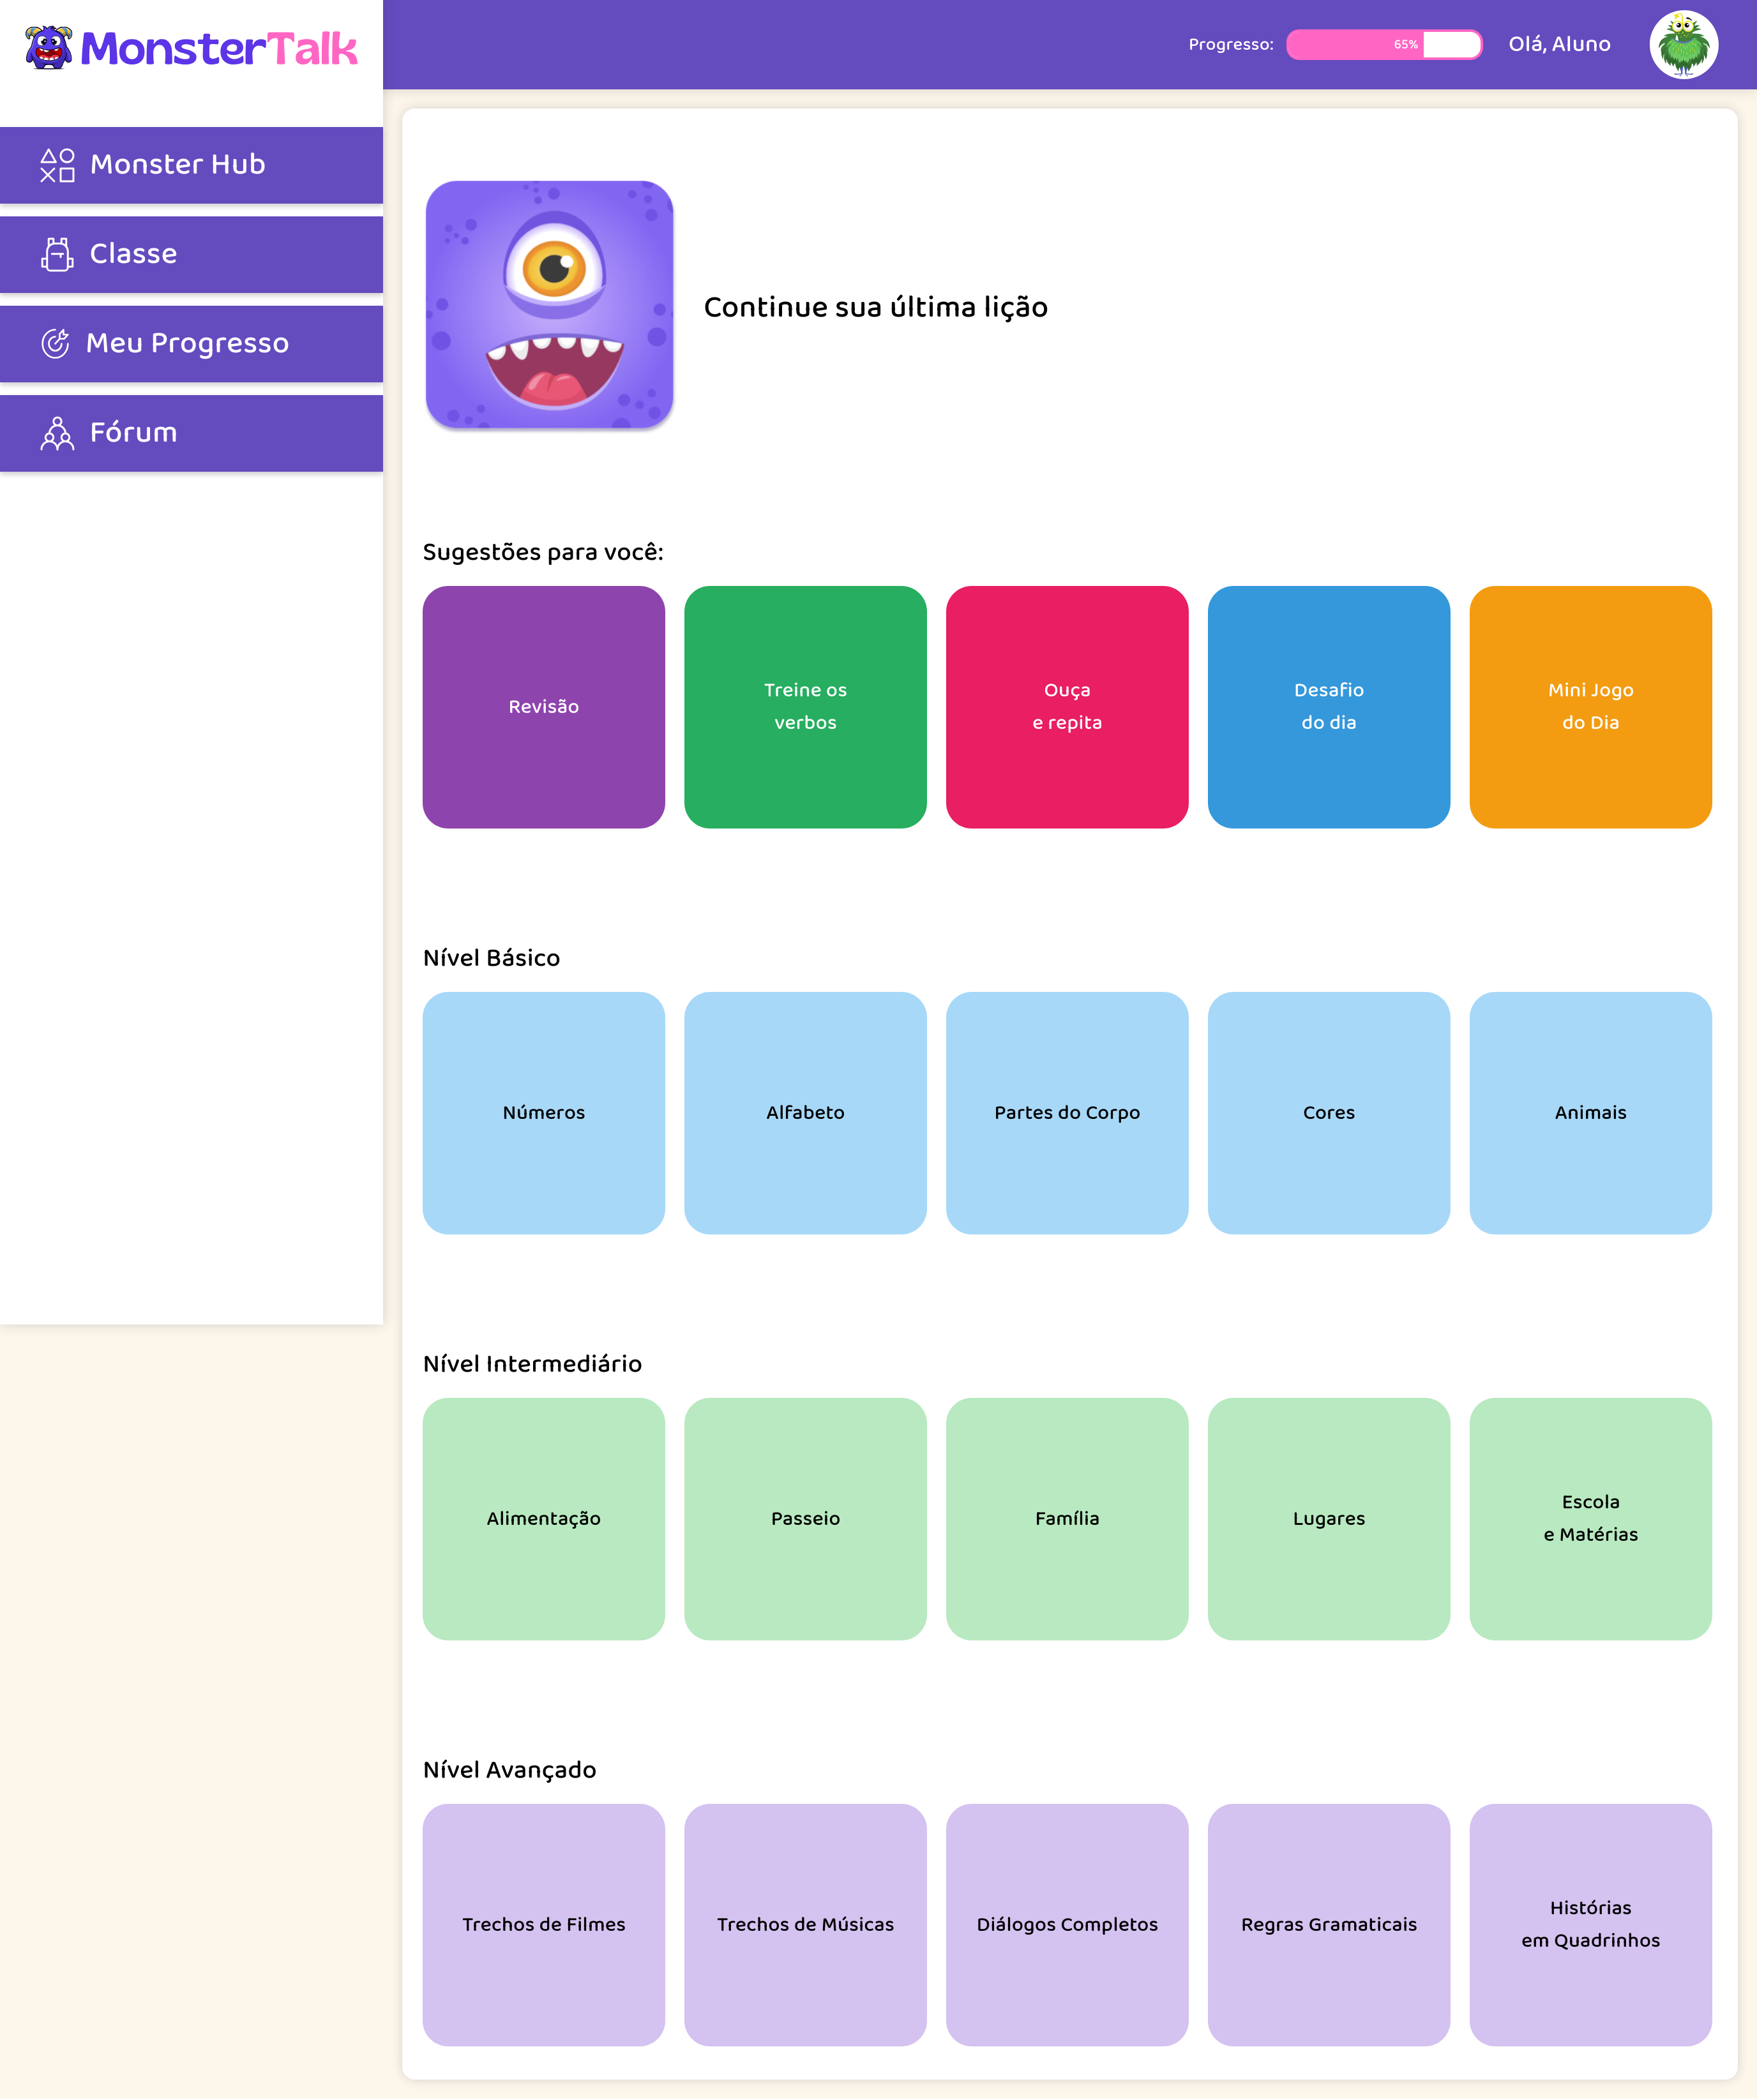 MonsterTalk
Progresso:
65%
Olá, Aluno
Monster Hub
Classe
Meu Progresso
Fórum
Continue sua última lição
Sugestões para você:
Revisão
Treine os
verbos
Ouça
e repita
Desafio
do dia
Mini Jogo
do Dia
Nível Básico
Números
Alfabeto
Partes do Corpo
Cores
Animais
Nível Intermediário
Alimentação
Passeio
Família
Lugares
Escola
e Matérias
Nível Avançado
Trechos de Filmes
Trechos de Músicas
Diálogos Completos
Regras Gramaticais
Histórias
em Quadrinhos